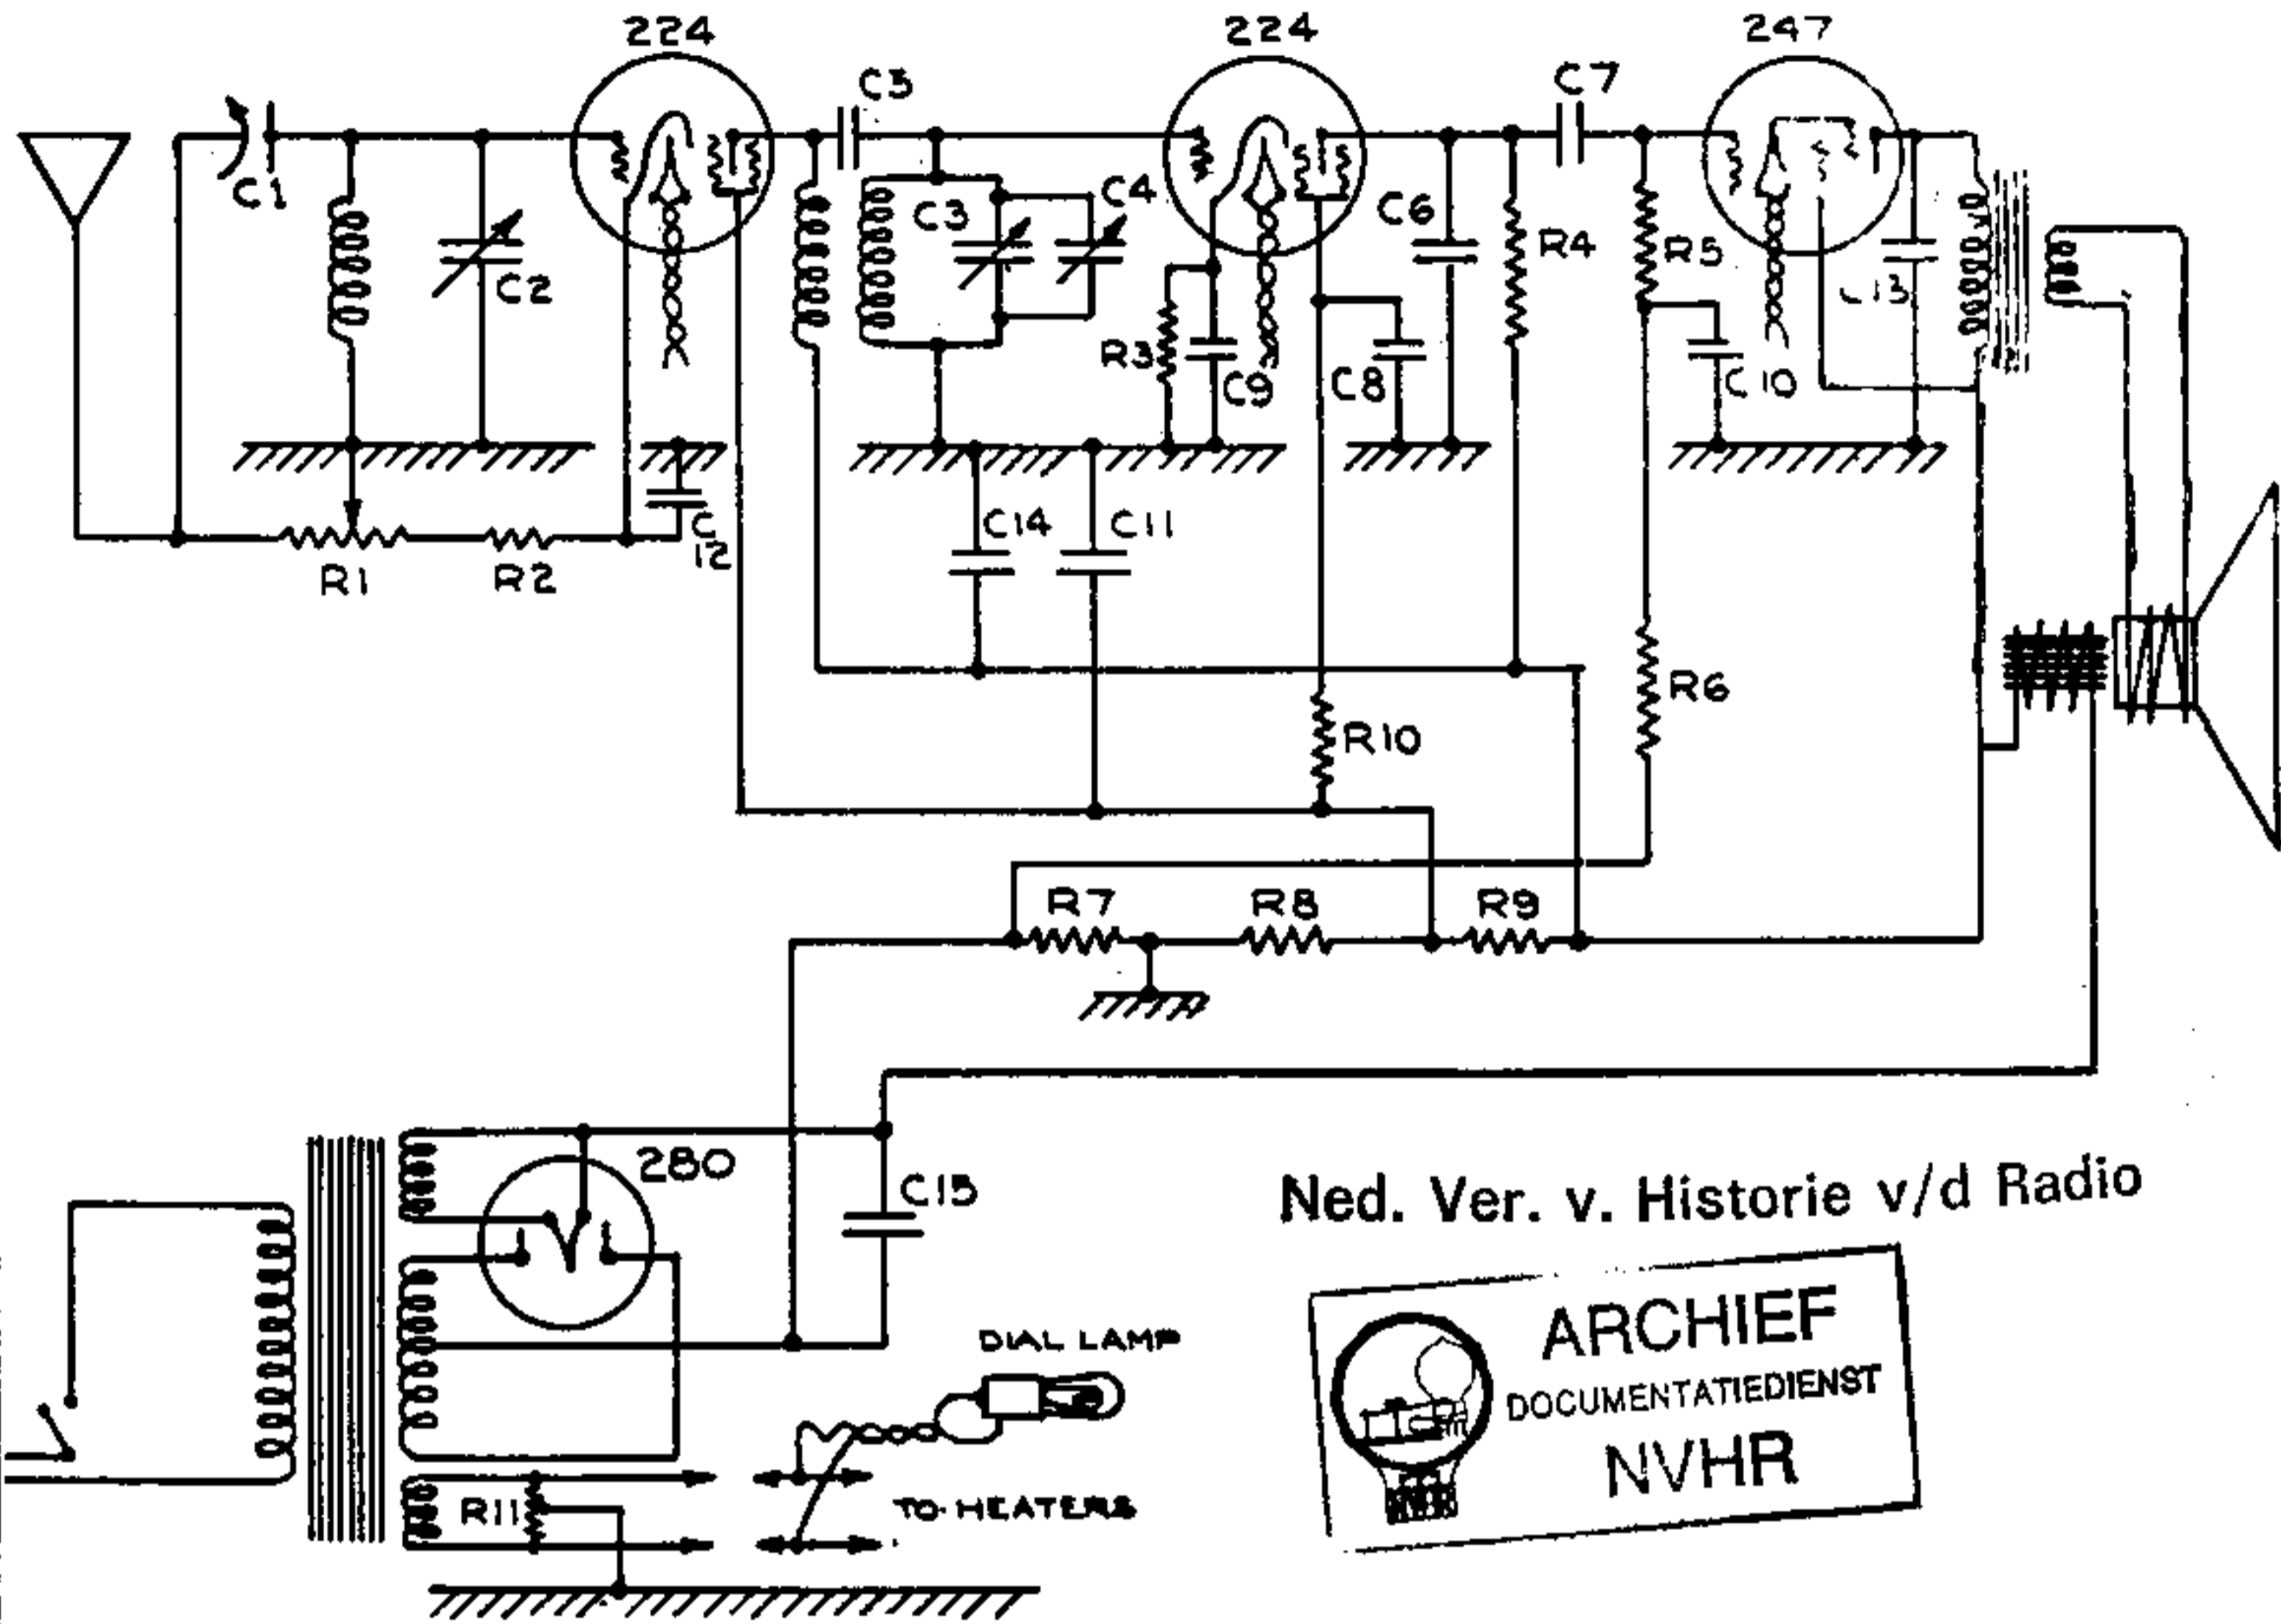 224
224
247
C1
C2
C5
C3
C4
R3
C9
C8
C6
R4
C7
R5
C10
C13
R1
R2
C
12
C14
C11
R10
R6
R7
R8
R9
280
C15
R11
DIAL LAMP
TO HEATERS
Ned. Ver. v. Historie v/d Radio
ARCHIEF
DOCUMENTATIEDIENST
NVHR